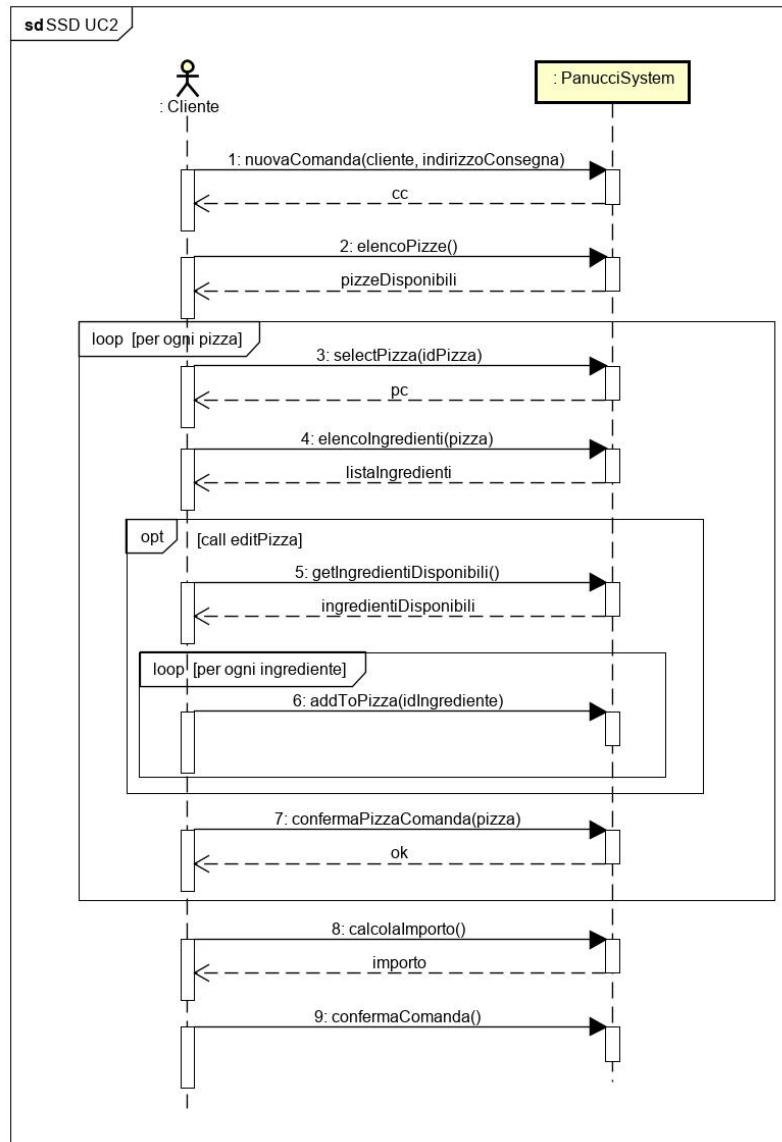 sd SSD UC2
: Cliente
: PanucciSystem
1: nuovaComanda(cliente, indirizzoConsegna)
cc
2: elencoPizze()
pizzeDisponibili
loop [per ogni pizza]
3: selectPizza(idPizza)
pc
4: elencoIngredienti(pizza)
listaIngredienti
opt [call editPizza]
5: getIngredientiDisponibili()
ingredientiDisponibili
loop [per ogni ingrediente]
6: addToPizza(idIngrediente)
7: confermaPizzaComanda(pizza)
ok
8: calcolaImporto()
importo
9: confermaComanda()